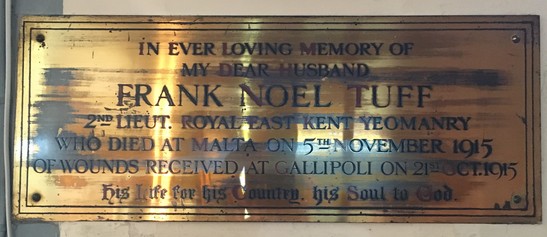 IN EVER LOVING MEMORY OF
MY DEAR HUSBAND
FRANK NOEL TUFF
2ND LIEUT. ROYAL EAST KENT YEOMANRY
WHO DIED AT MALTA ON 5TH NOVEMBER 1915
OF WOUNDS RECEIVED AT GALLIPOLI ON 21ST OCT. 1915
His Life for his Country, his Soul to God.